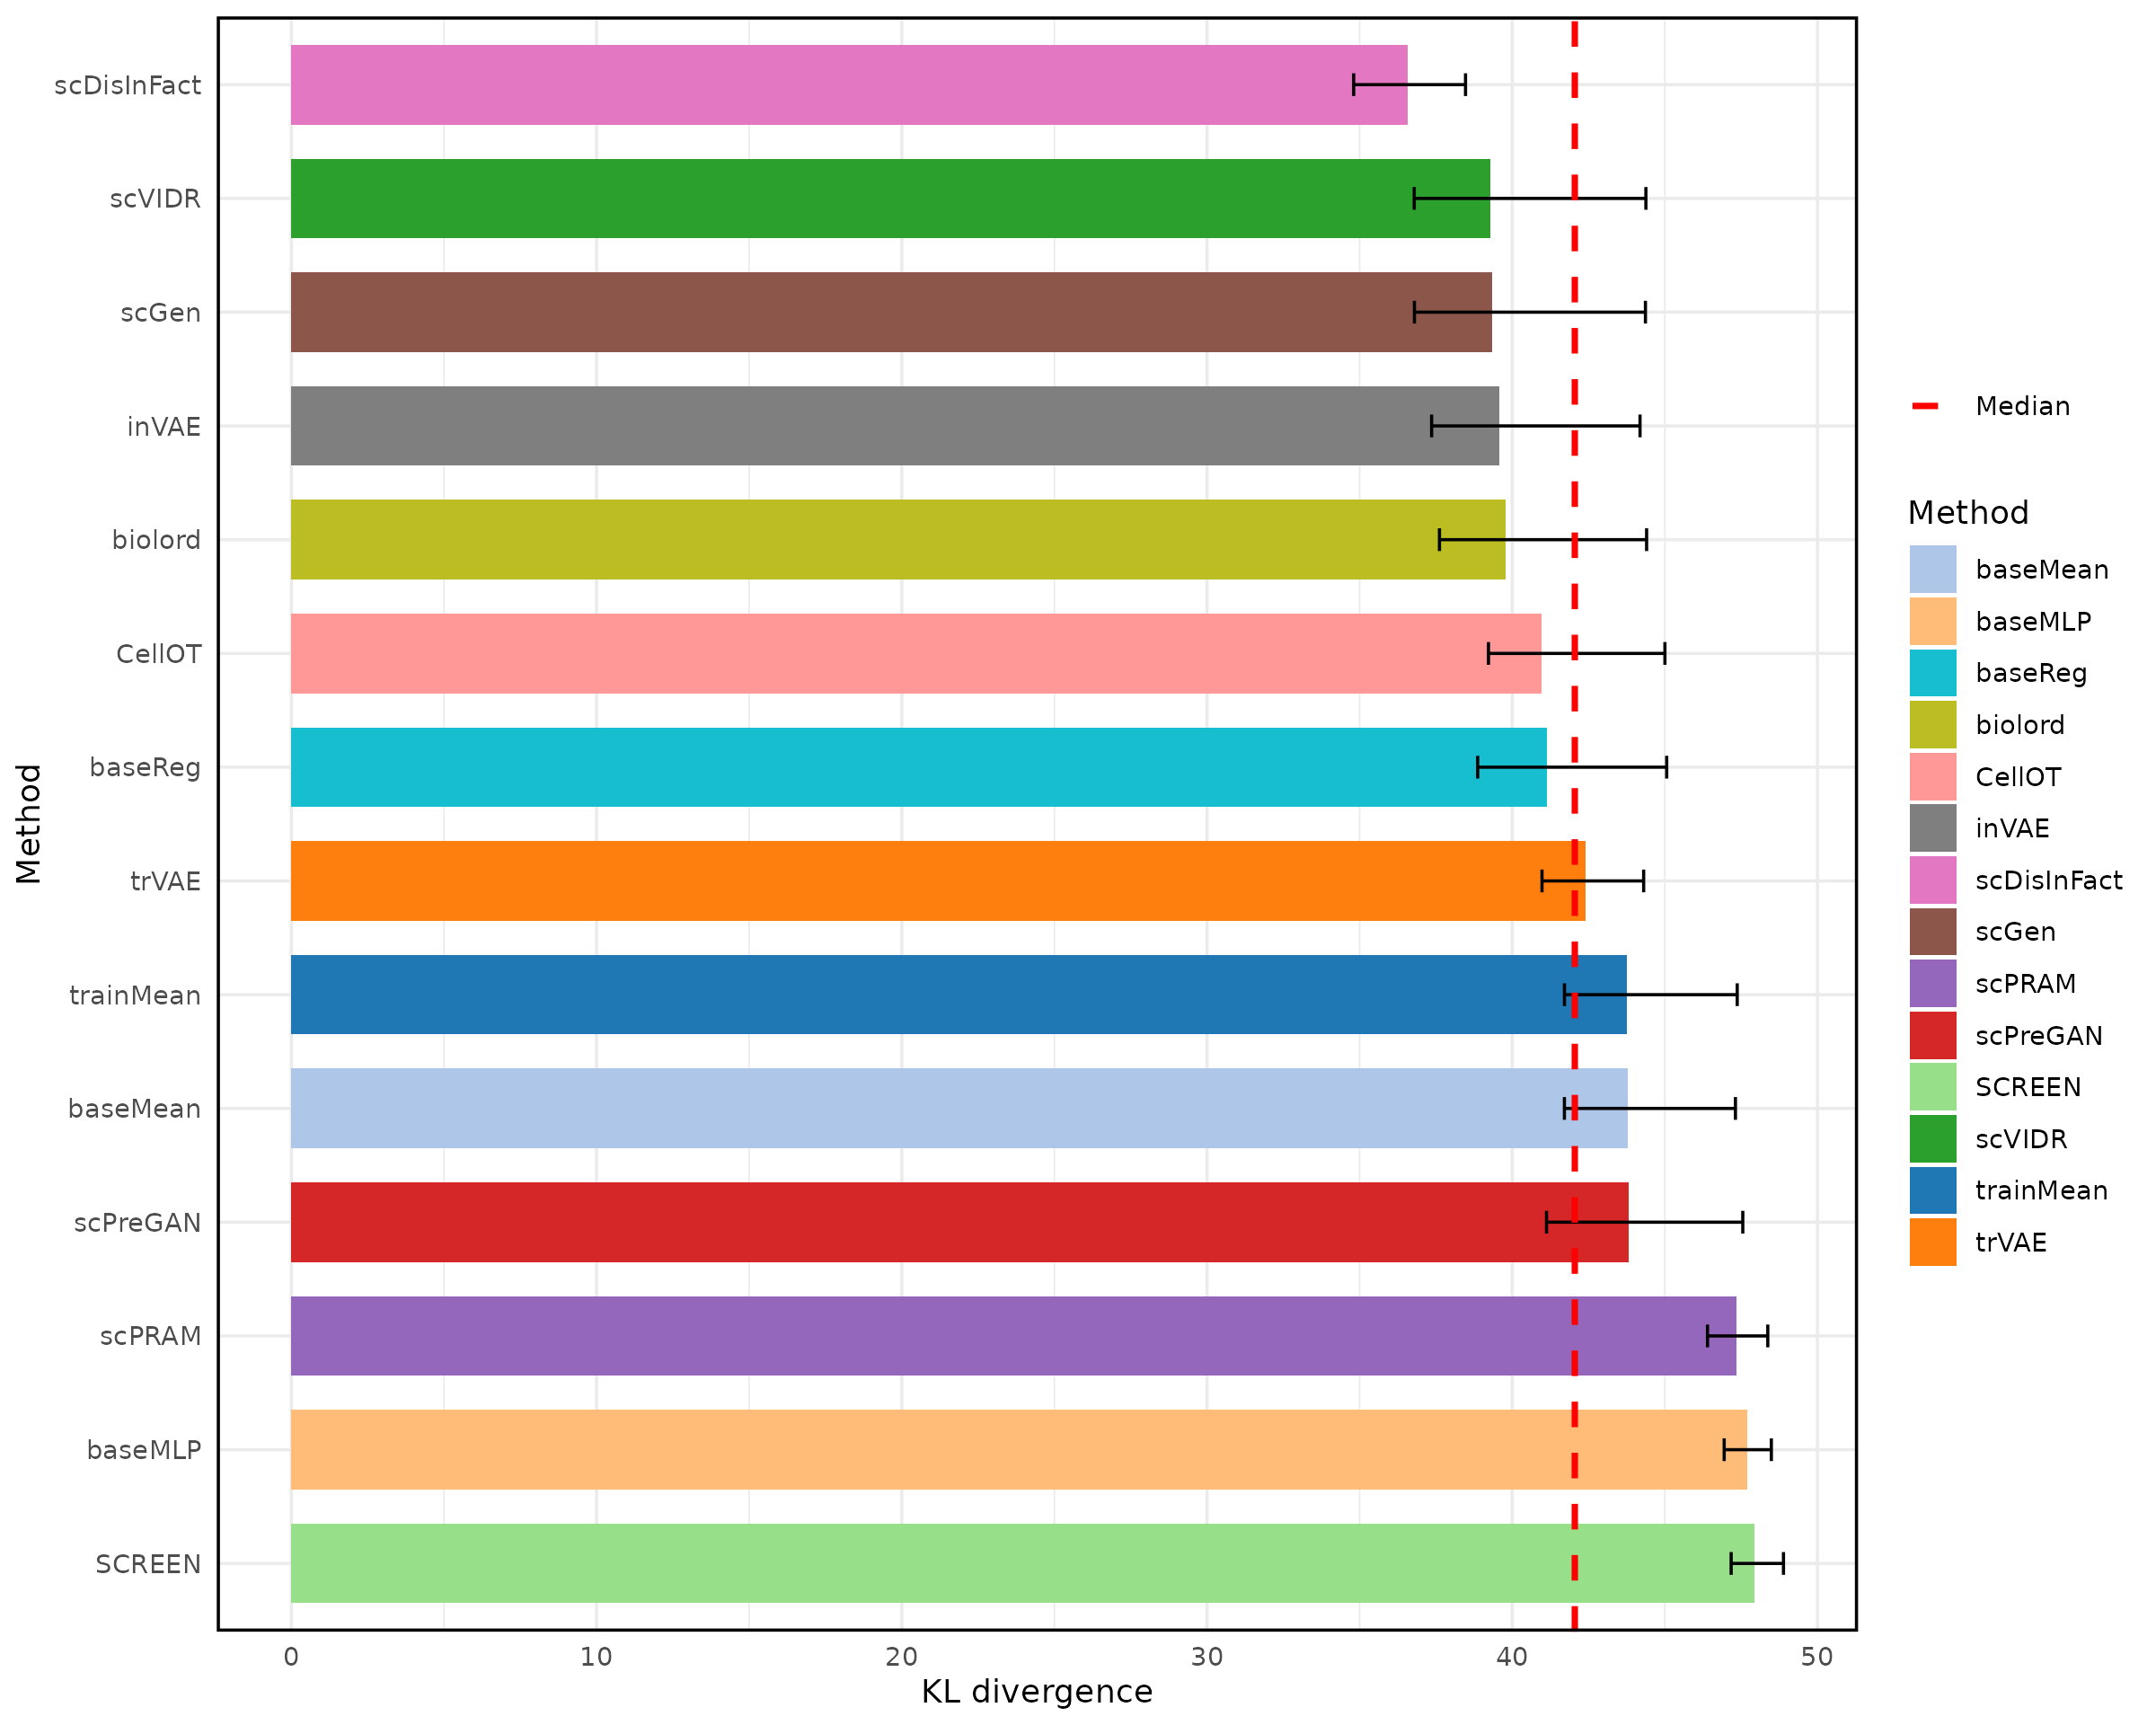 scDisInFact
scVIDR
scGen
inVAE
biolord
CellOT
baseReg
trVAE
trainMean
baseMean
scPreGAN
scPRAM
baseMLP
SCREEN
Method
0 10 20 30 40 50
KL divergence
Median
Method
baseMean
baseMLP
baseReg
biolord
CellOT
inVAE
scDisInFact
scGen
scPRAM
scPreGAN
SCREEN
scVIDR
trainMean
trVAE